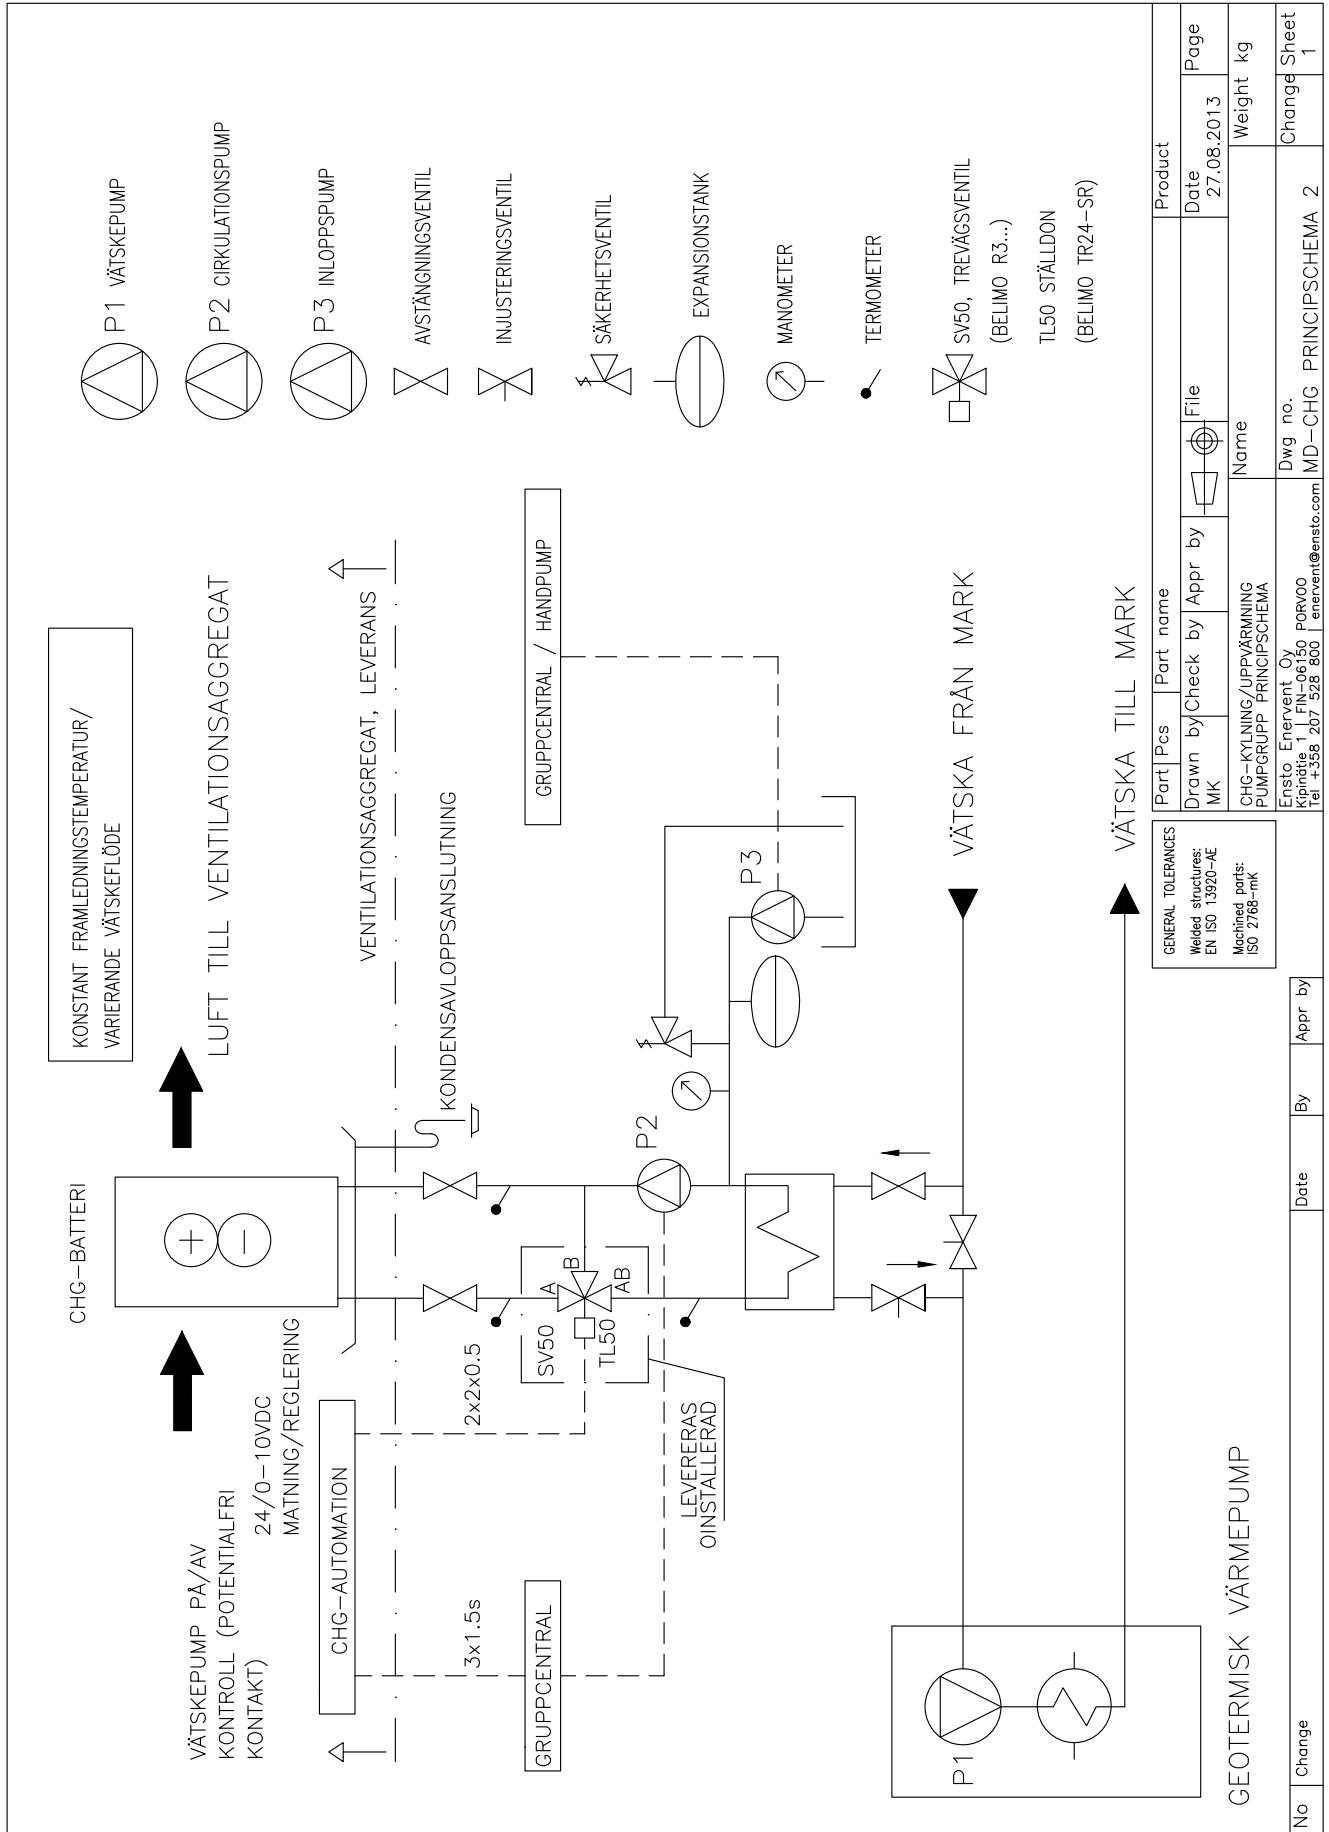 KONSTANT FRAMLEDNINGSTEMPERATUR/
VARIERANDE VÄTSKEFLÖDE
LUFT TILL VENTILATIONSAGGREGAT
CHG-BATTERI
VÄTSKEPUMP PÅ/AV
KONTROLL (POTENTIALFRI
KONTAKT)
24/0-10VDC
MATNING/REGLERING
CHG-AUTOMATION
VENTILATIONSAGGREGAT, LEVERANS
KONDENSAVLOPPSANSLUTNING
3x1.5s
2x2x0.5
GRUPPCENTRAL
SV50
A
B
AB
TL50
LEVERERAS
OINSTALLERAD
P2
P3
GRUPPCENTRAL / HANDPUMP
VÄTSKA FRÅN MARK
VÄTSKA TILL MARK
P1
GEOTERMISK VÄRMEPUMP
P1 VÄTSKEPUMP
P2 CIRKULATIONSPUMP
P3 INLOPPSPUMP
AVSTÄNGNINGSVENTIL
INJUSTERINGSVENTIL
SÄKERHETSVENTIL
EXPANSIONSTANK
MANOMETER
TERMOMETER
SV50, TREVÄGSVENTIL
(BELIMO R3...)
TL50 STÄLLDON
(BELIMO TR24-SR)
GENERAL TOLERANCES
Welded structures:
EN ISO 13920-AE
Machined parts:
ISO 2768-mK
Part Pcs Part name Product
Drawn by Check by Appr by File Date Page
MK 27.08.2013
CHG-KYLNING/UPPVÄRMNING
PUMPGRUPP PRINCIPSCHEMA
Name Weight kg
Ensto Enervent Oy
Kipinätie 1 | FIN-06150 PORVOO
Tel +358 207 528 800 | enervent@ensto.com
Dwg no. Change Sheet
MD-CHG PRINCIPSCHEMA 2 1
No Change Date By Appr by